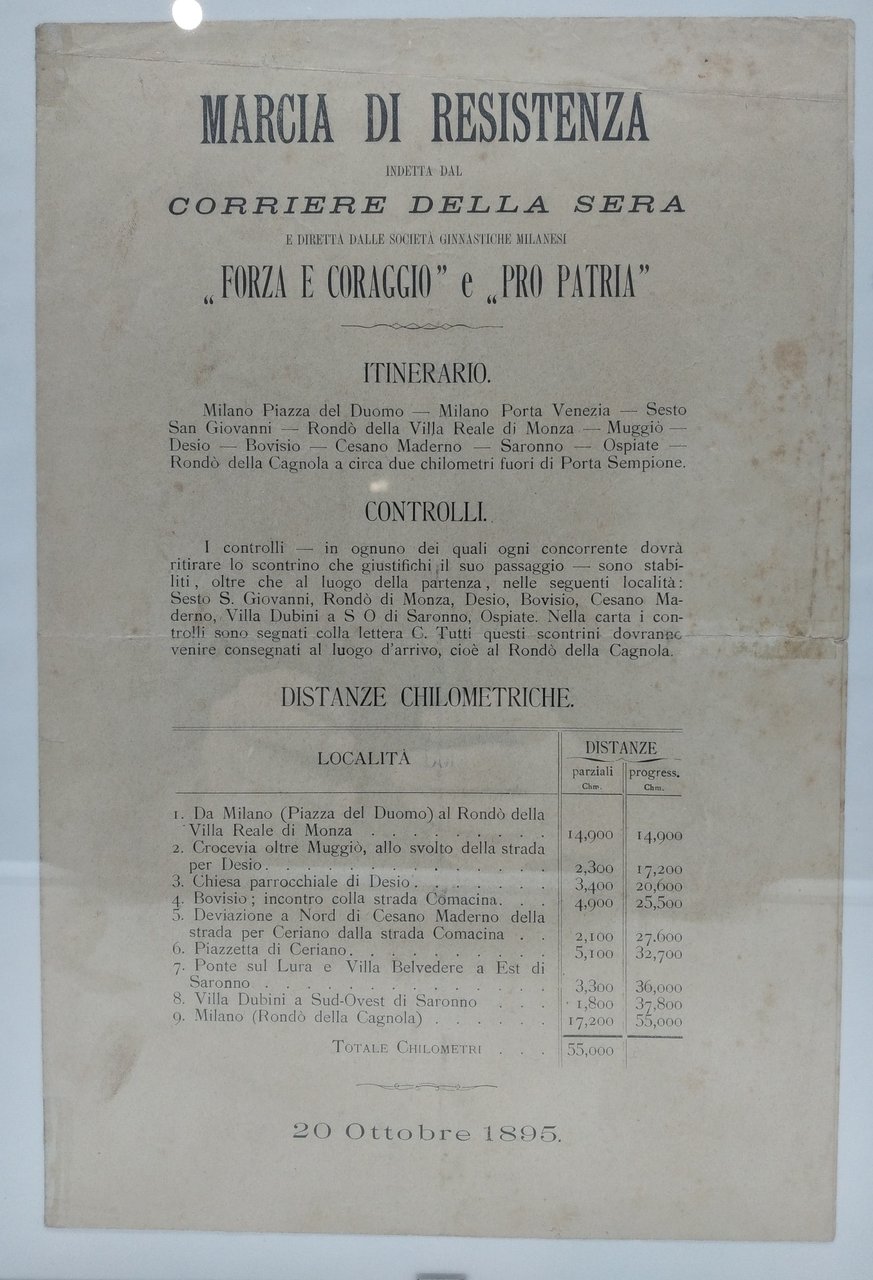 MARCIA DI RESISTENZA
INDETTA DAL
CORRIERE DELLA SERA
E DIRETTA DALLE SOCIETÀ GINNASTICHE MILANESI
„FORZA E CORAGGIO” e „PRO PATRIA”
ITINERARIO.
Milano Piazza del Duomo — Milano Porta Venezia — Sesto
San Giovanni — Rondò della Villa Reale di Monza — Muggiò —
Desio — Bovisio — Cesano Maderno — Saronno — Ospiate —
Rondò della Cagnola a circa due chilometri fuori di Porta Sempione.
CONTROLLI.
I controlli — in ognuno dei quali ogni concorrente dovrà
ritirare lo scontrino che giustifichi il suo passaggio — sono stabi-
liti, oltre che al luogo della partenza, nelle seguenti località:
Sesto S. Giovanni, Rondò di Monza, Desio, Bovisio, Cesano Ma-
derno, Villa Dubini a S O di Saronno, Ospiate. Nella carta i con-
trolli sono segnati colla lettera C. Tutti questi scontrini dovranno
venire consegnati al luogo d'arrivo, cioè al Rondò della Cagnola.
DISTANZE CHILOMETRICHE.
LOCALITÀ DISTANZE
parziali progress.
Chm. Chm.
1. Da Milano (Piazza del Duomo) al Rondò della
Villa Reale di Monza . . . . . . . . . 14,900 14,900
2. Crocevia oltre Muggiò, allo svolto della strada
per Desio . . . . . . . . . . . . . 2,300 17,200
3. Chiesa parrocchiale di Desio . . . . . . . 3,400 20,600
4. Bovisio; incontro colla strada Comacina . . . 4,900 25,500
5. Deviazione a Nord di Cesano Maderno della
strada per Ceriano dalla strada Comacina . . 2,100 27.600
6. Piazzetta di Ceriano . . . . . . . . . . 5,100 32,700
7. Ponte sul Lura e Villa Belvedere a Est di
Saronno . . . . . . . . . . . . . 3,300 36,000
8. Villa Dubini a Sud-Ovest di Saronno . . . 1,800 37,800
9. Milano (Rondò della Cagnola) . . . . . . 17,200 55,000
TOTALE CHILOMETRI . . . 55,000
20 Ottobre 1895.